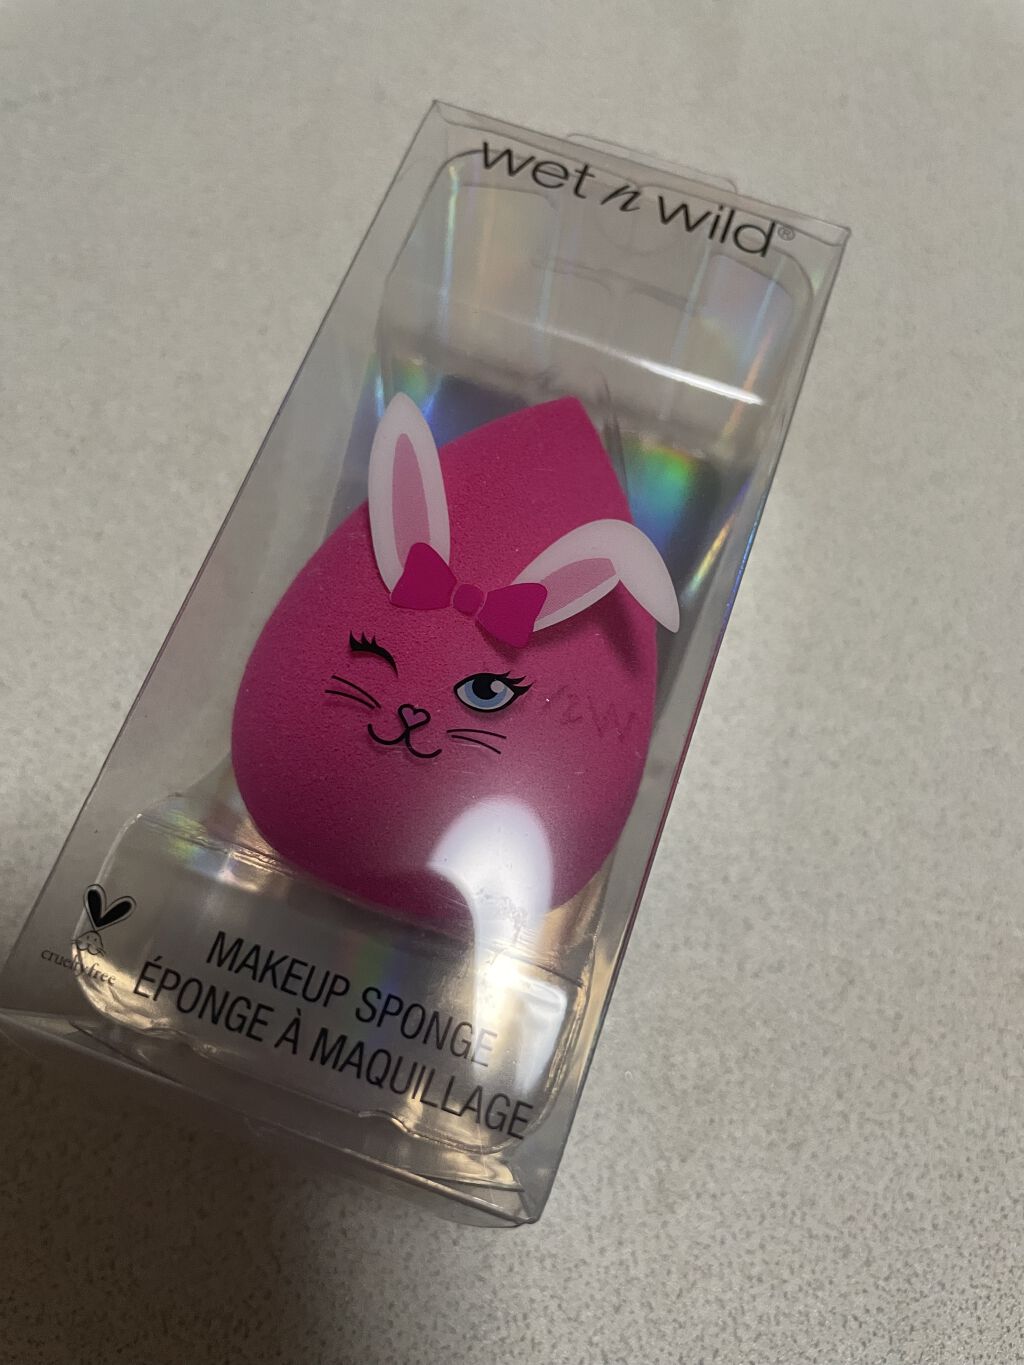 wet n wild®
cruelty free
MAKEUP SPONGE
ÉPONGE À MAQUILLAGE